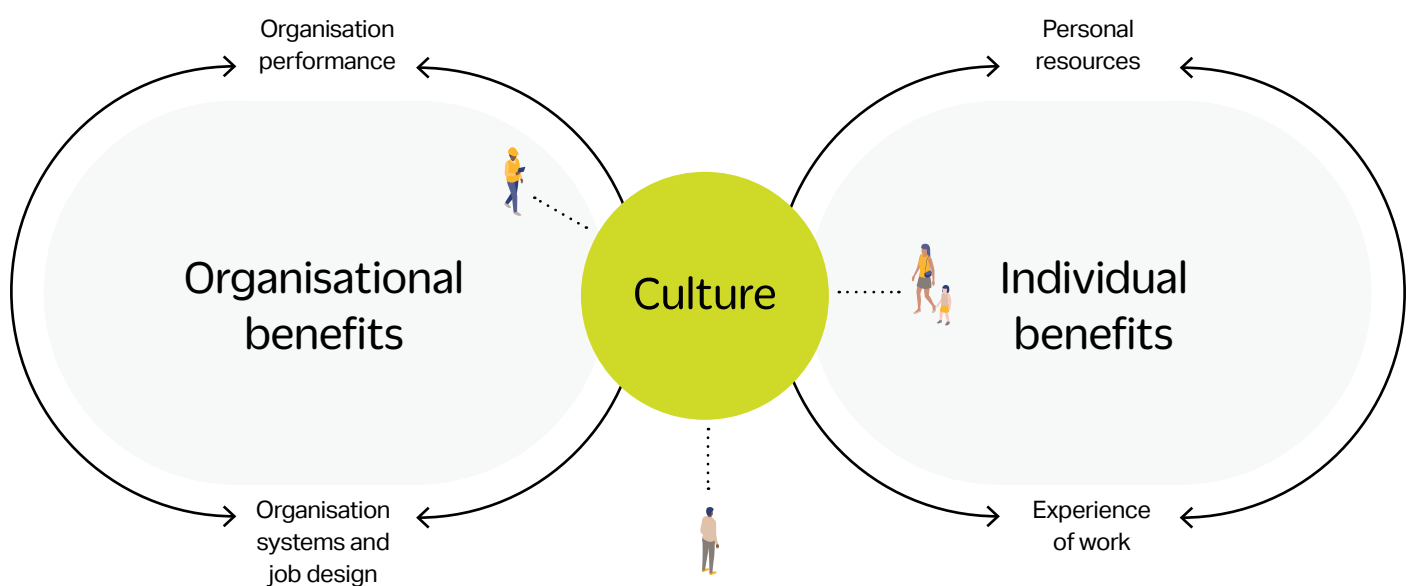 Organisation
performance
Personal
resources
Organisational
benefits
Culture
Individual
benefits
Organisation
systems and
job design
Experience
of work